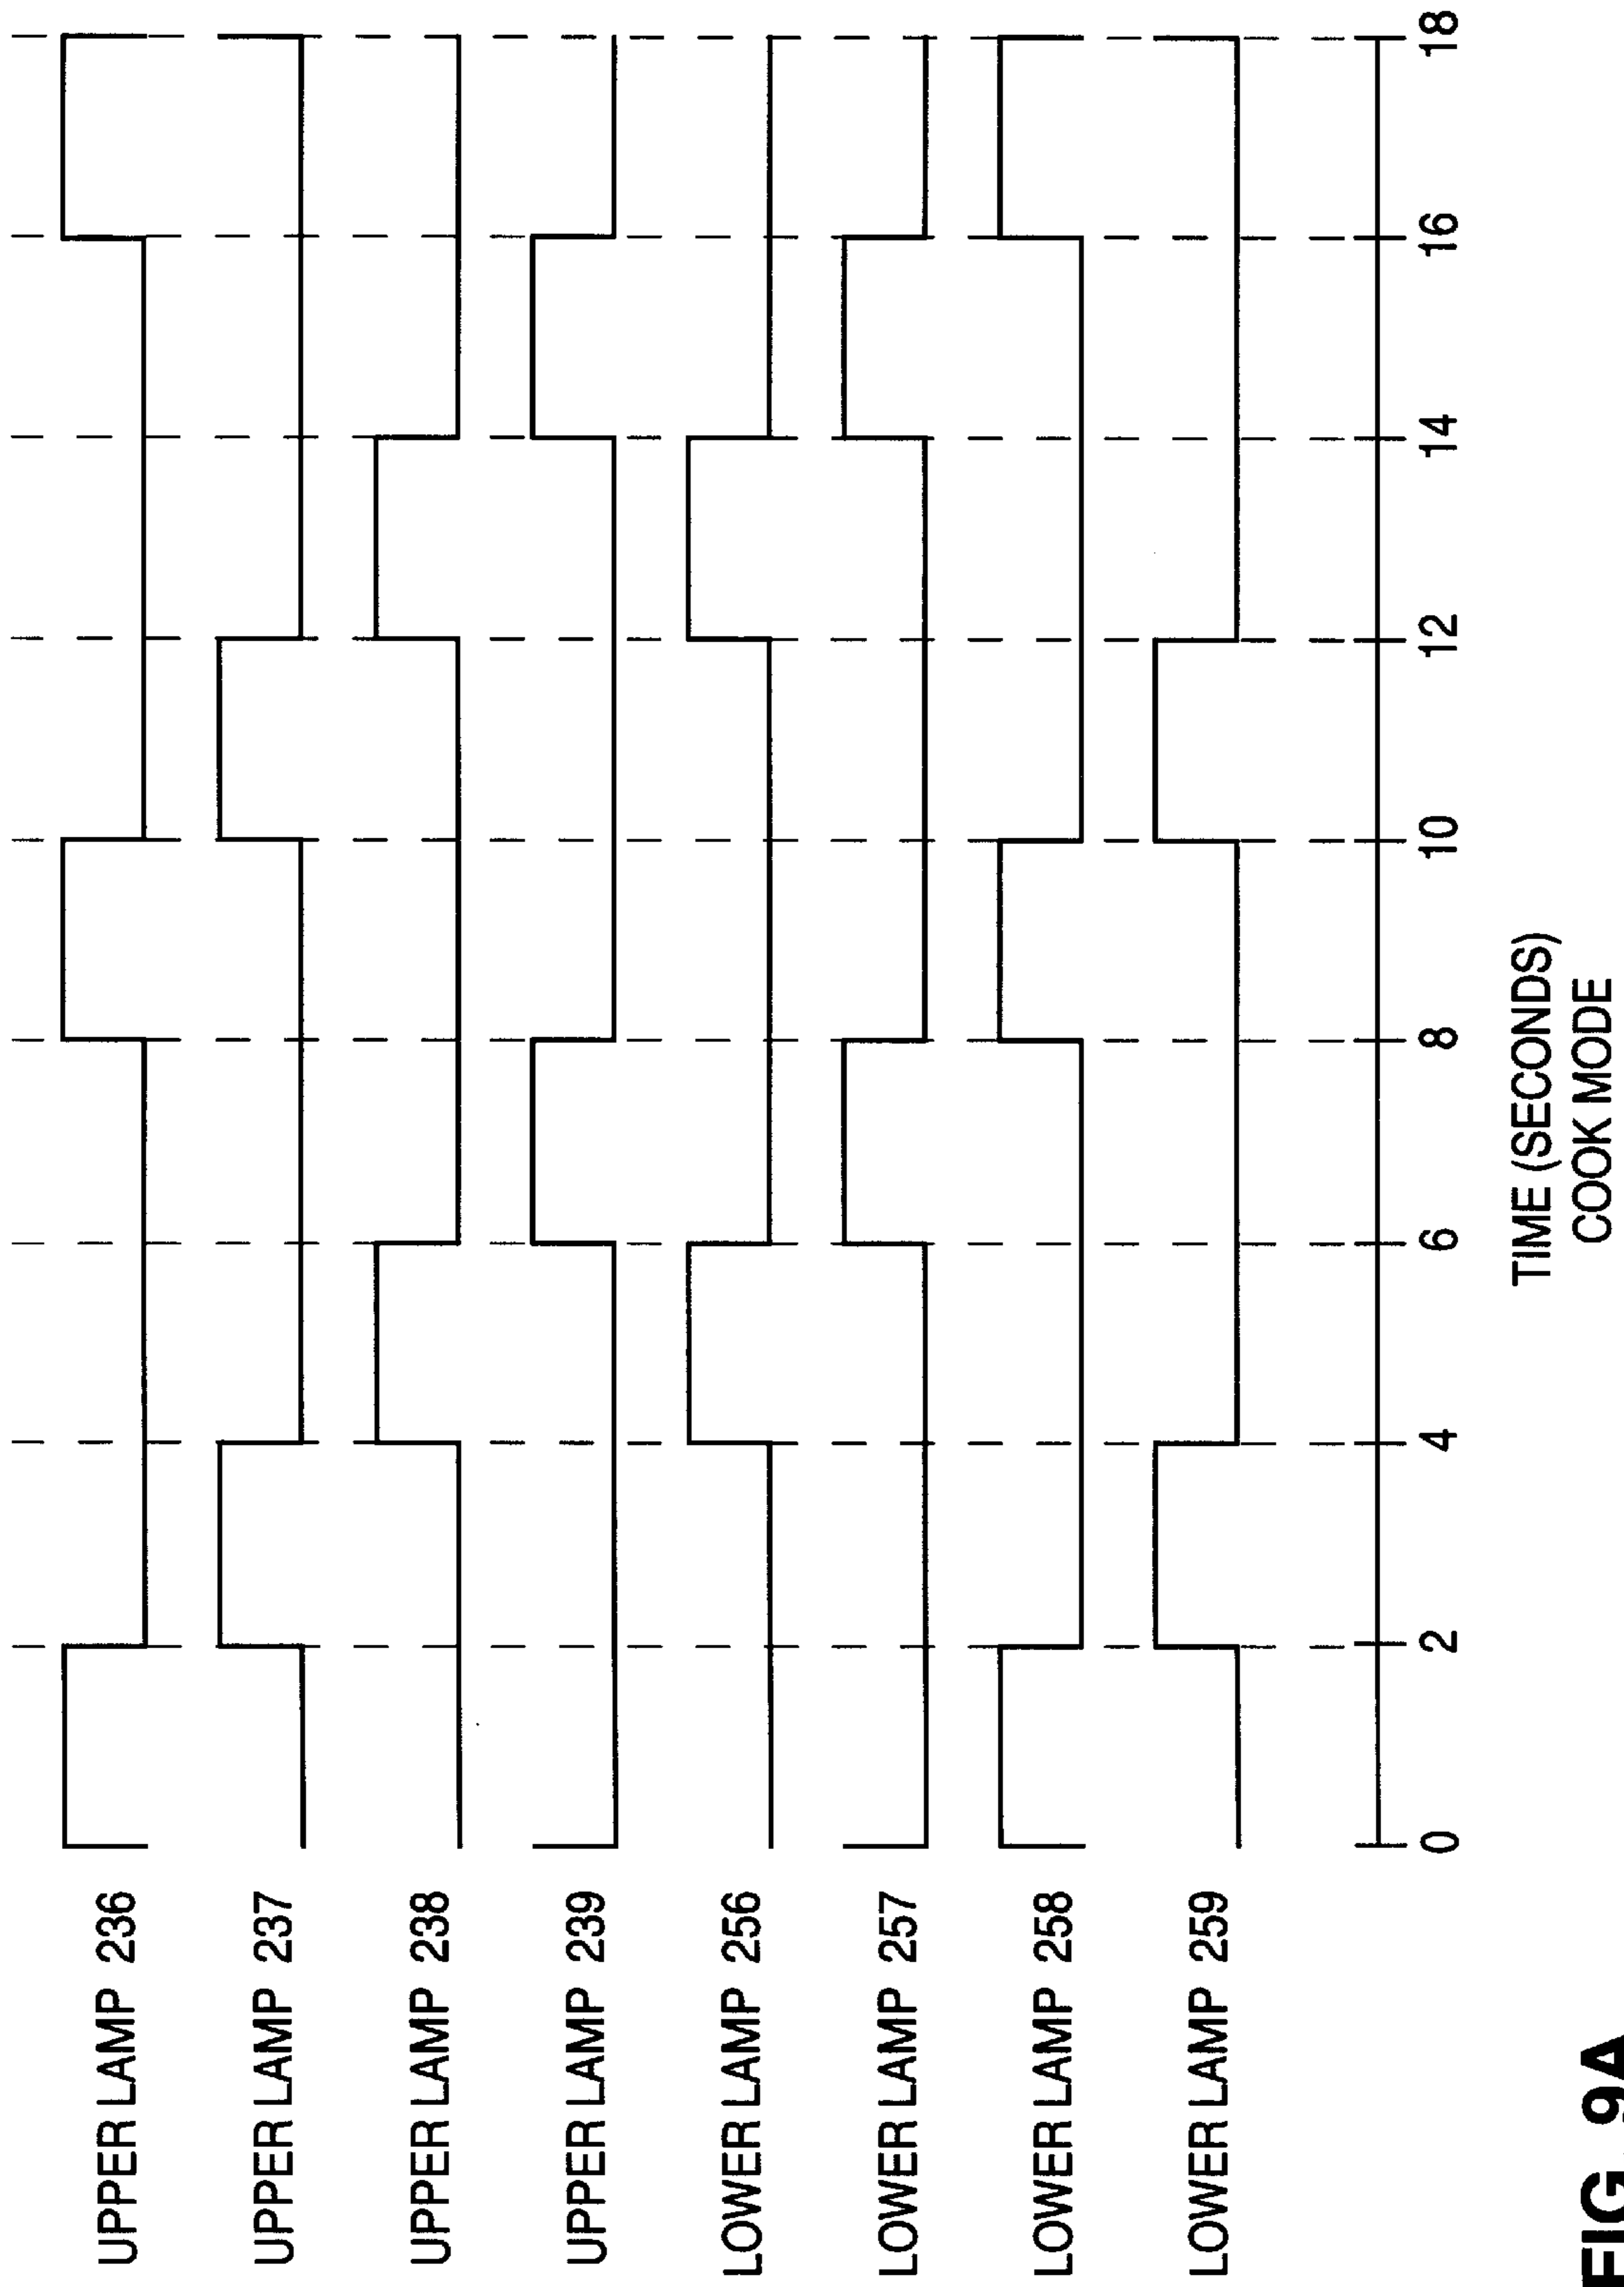 UPPER LAMP 236
UPPER LAMP 237
UPPER LAMP 238
UPPER LAMP 239
LOWER LAMP 256
LOWER LAMP 257
LOWER LAMP 258
LOWER LAMP 259
0 2 4 6 8 10 12 14 16 18
TIME (SECONDS)
COOK MODE
FIG. 9A